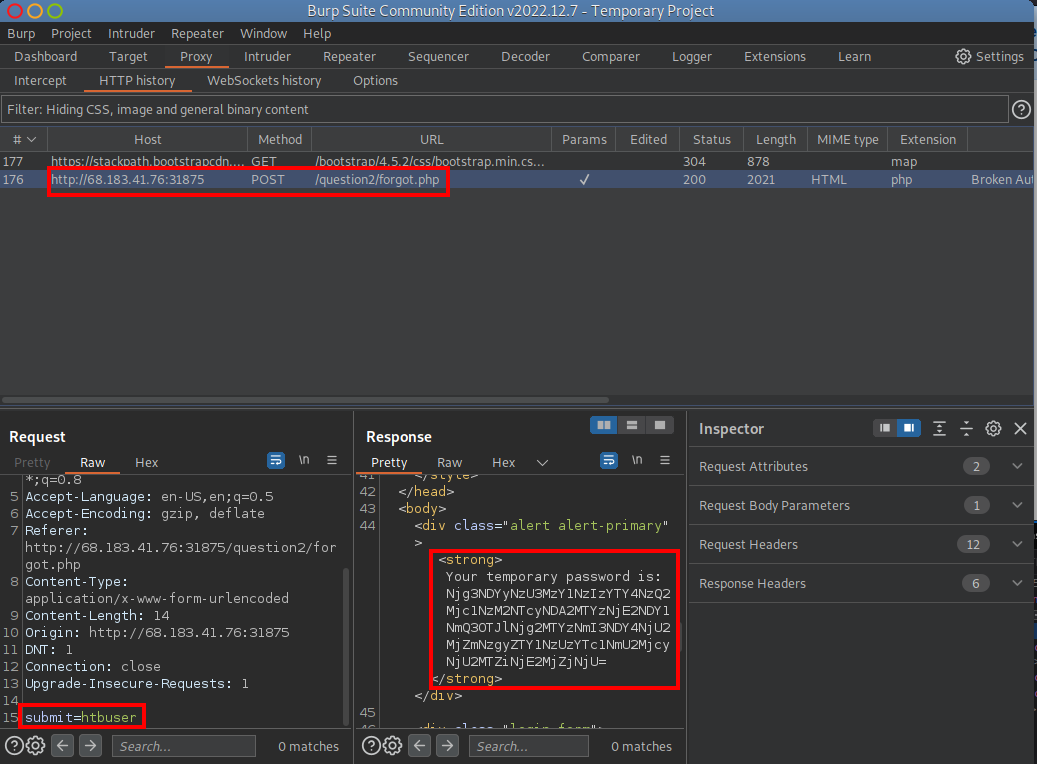 Burp Suite Community Edition v2022.12.7 - Temporary Project
Burp Project Intruder Repeater Window Help
Dashboard Target Proxy Intruder Repeater Sequencer Decoder Comparer Logger Extensions Learn Settings
Intercept HTTP history WebSockets history Options
Filter: Hiding CSS, image and general binary content
# Host Method URL Params Edited Status Length MIME type Extension
177 https://stackpath.bootstrapcdn.... GET /bootstrap/4.5.2/css/bootstrap.min.cs... 304 878 map
176 http://68.183.41.76:31875 POST /question2/forgot.php ✓ 200 2021 HTML php Broken Aut
Request
Pretty Raw Hex \n
*;q=0.8
5 Accept-Language: en-US,en;q=0.5
6 Accept-Encoding: gzip, deflate
7 Referer:
http://68.183.41.76:31875/question2/for
got.php
8 Content-Type:
application/x-www-form-urlencoded
9 Content-Length: 14
10 Origin: http://68.183.41.76:31875
11 DNT: 1
12 Connection: close
13 Upgrade-Insecure-Requests: 1
14
15 submit=htbuser
Search... 0 matches
Response
Pretty Raw Hex \n
41 </style>
42 </head>
43 <body>
44 <div class="alert alert-primary"
>
<strong>
Your temporary password is:
Njg3NDYyNzU3MzY1NzIzYTY4NzQ2
Mjc1NzM2NTcyNDA2MTYzNjE2NDY1
NmQ3OTJlNjg2MTYzNmI3NDY4NjU2
MjZmNzgyZTY1NzUzYTc1NmU2Mjcy
NjU2MTZiNjE2MjZjNjU=
</strong>
</div>
45
46 <div class="login-form">
Search... 0 matches
Inspector
Request Attributes 2
Request Body Parameters 1
Request Headers 12
Response Headers 6